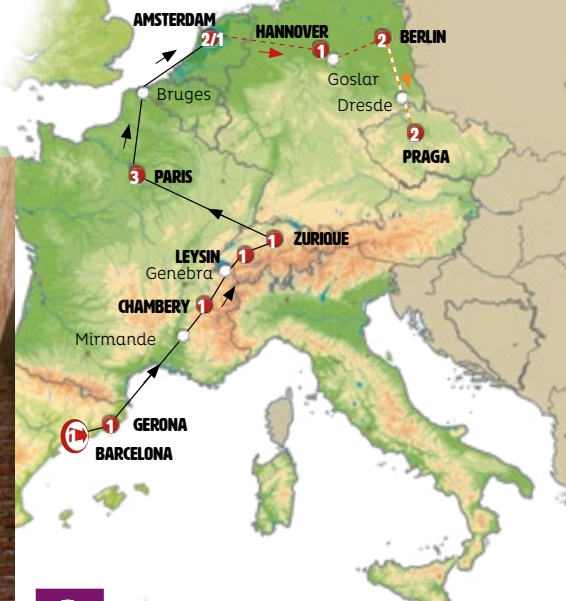 AMSTERDAM
2/1
HANNOVER
1
2
BERLIN
Goslar
Bruges
Dresde
2
PRAGA
3
PARIS
1
ZURIQUE
LEYSIN
1
Genebra
CHAMBERY
1
Mirmande
1
GERONA
BARCELONA